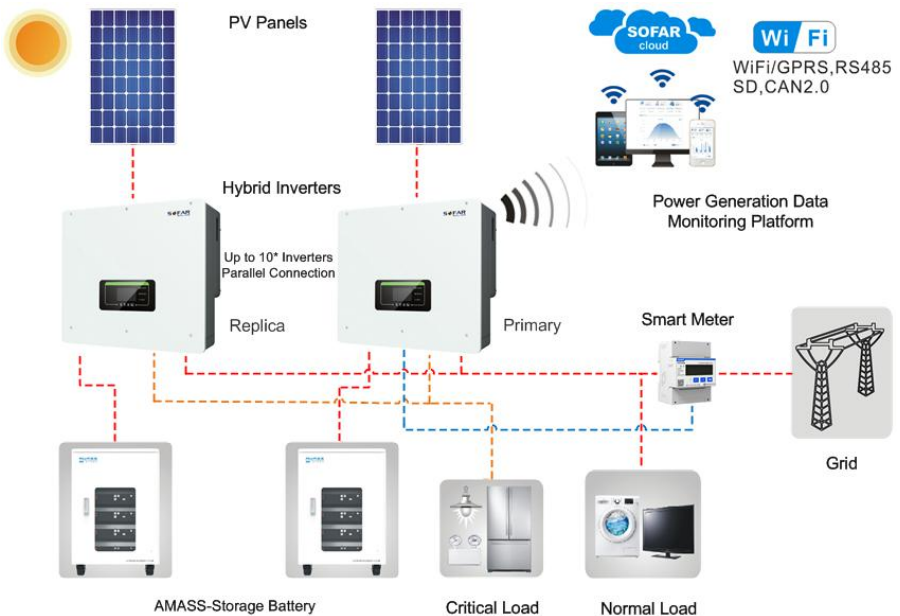 PV Panels
SOFAR
cloud
Wi Fi
WiFi/GPRS,RS485
SD,CAN2.0
Hybrid Inverters
Power Generation Data
Monitoring Platform
SOFAR
SOFAR
Up to 10* Inverters
Parallel Connection
Replica
Primary
Smart Meter
Grid
AMASS-Storage Battery
Critical Load
Normal Load